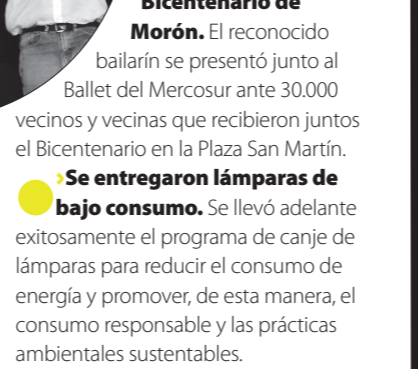 Bicentenario de
Morón. El reconocido
bailarín se presentó junto al
Ballet del Mercosur ante 30.000
vecinos y vecinas que recibieron juntos
el Bicentenario en la Plaza San Martín.
›Se entregaron lámparas de
bajo consumo. Se llevó adelante
exitosamente el programa de canje de
lámparas para reducir el consumo de
energía y promover, de esta manera, el
consumo responsable y las prácticas
ambientales sustentables.